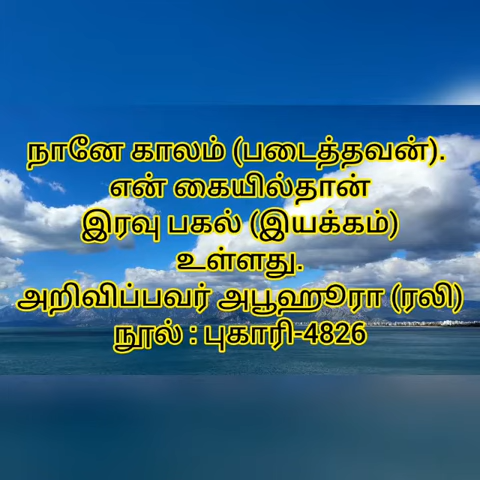 நானே காலம் (படைத்தவன்).
என் கையில்தான்
இரவு பகல் (இயக்கம்)
உள்ளது.
அறிவிப்பவர் அபூஹூரா (ரலி)
நூல் : புகாரி-4826